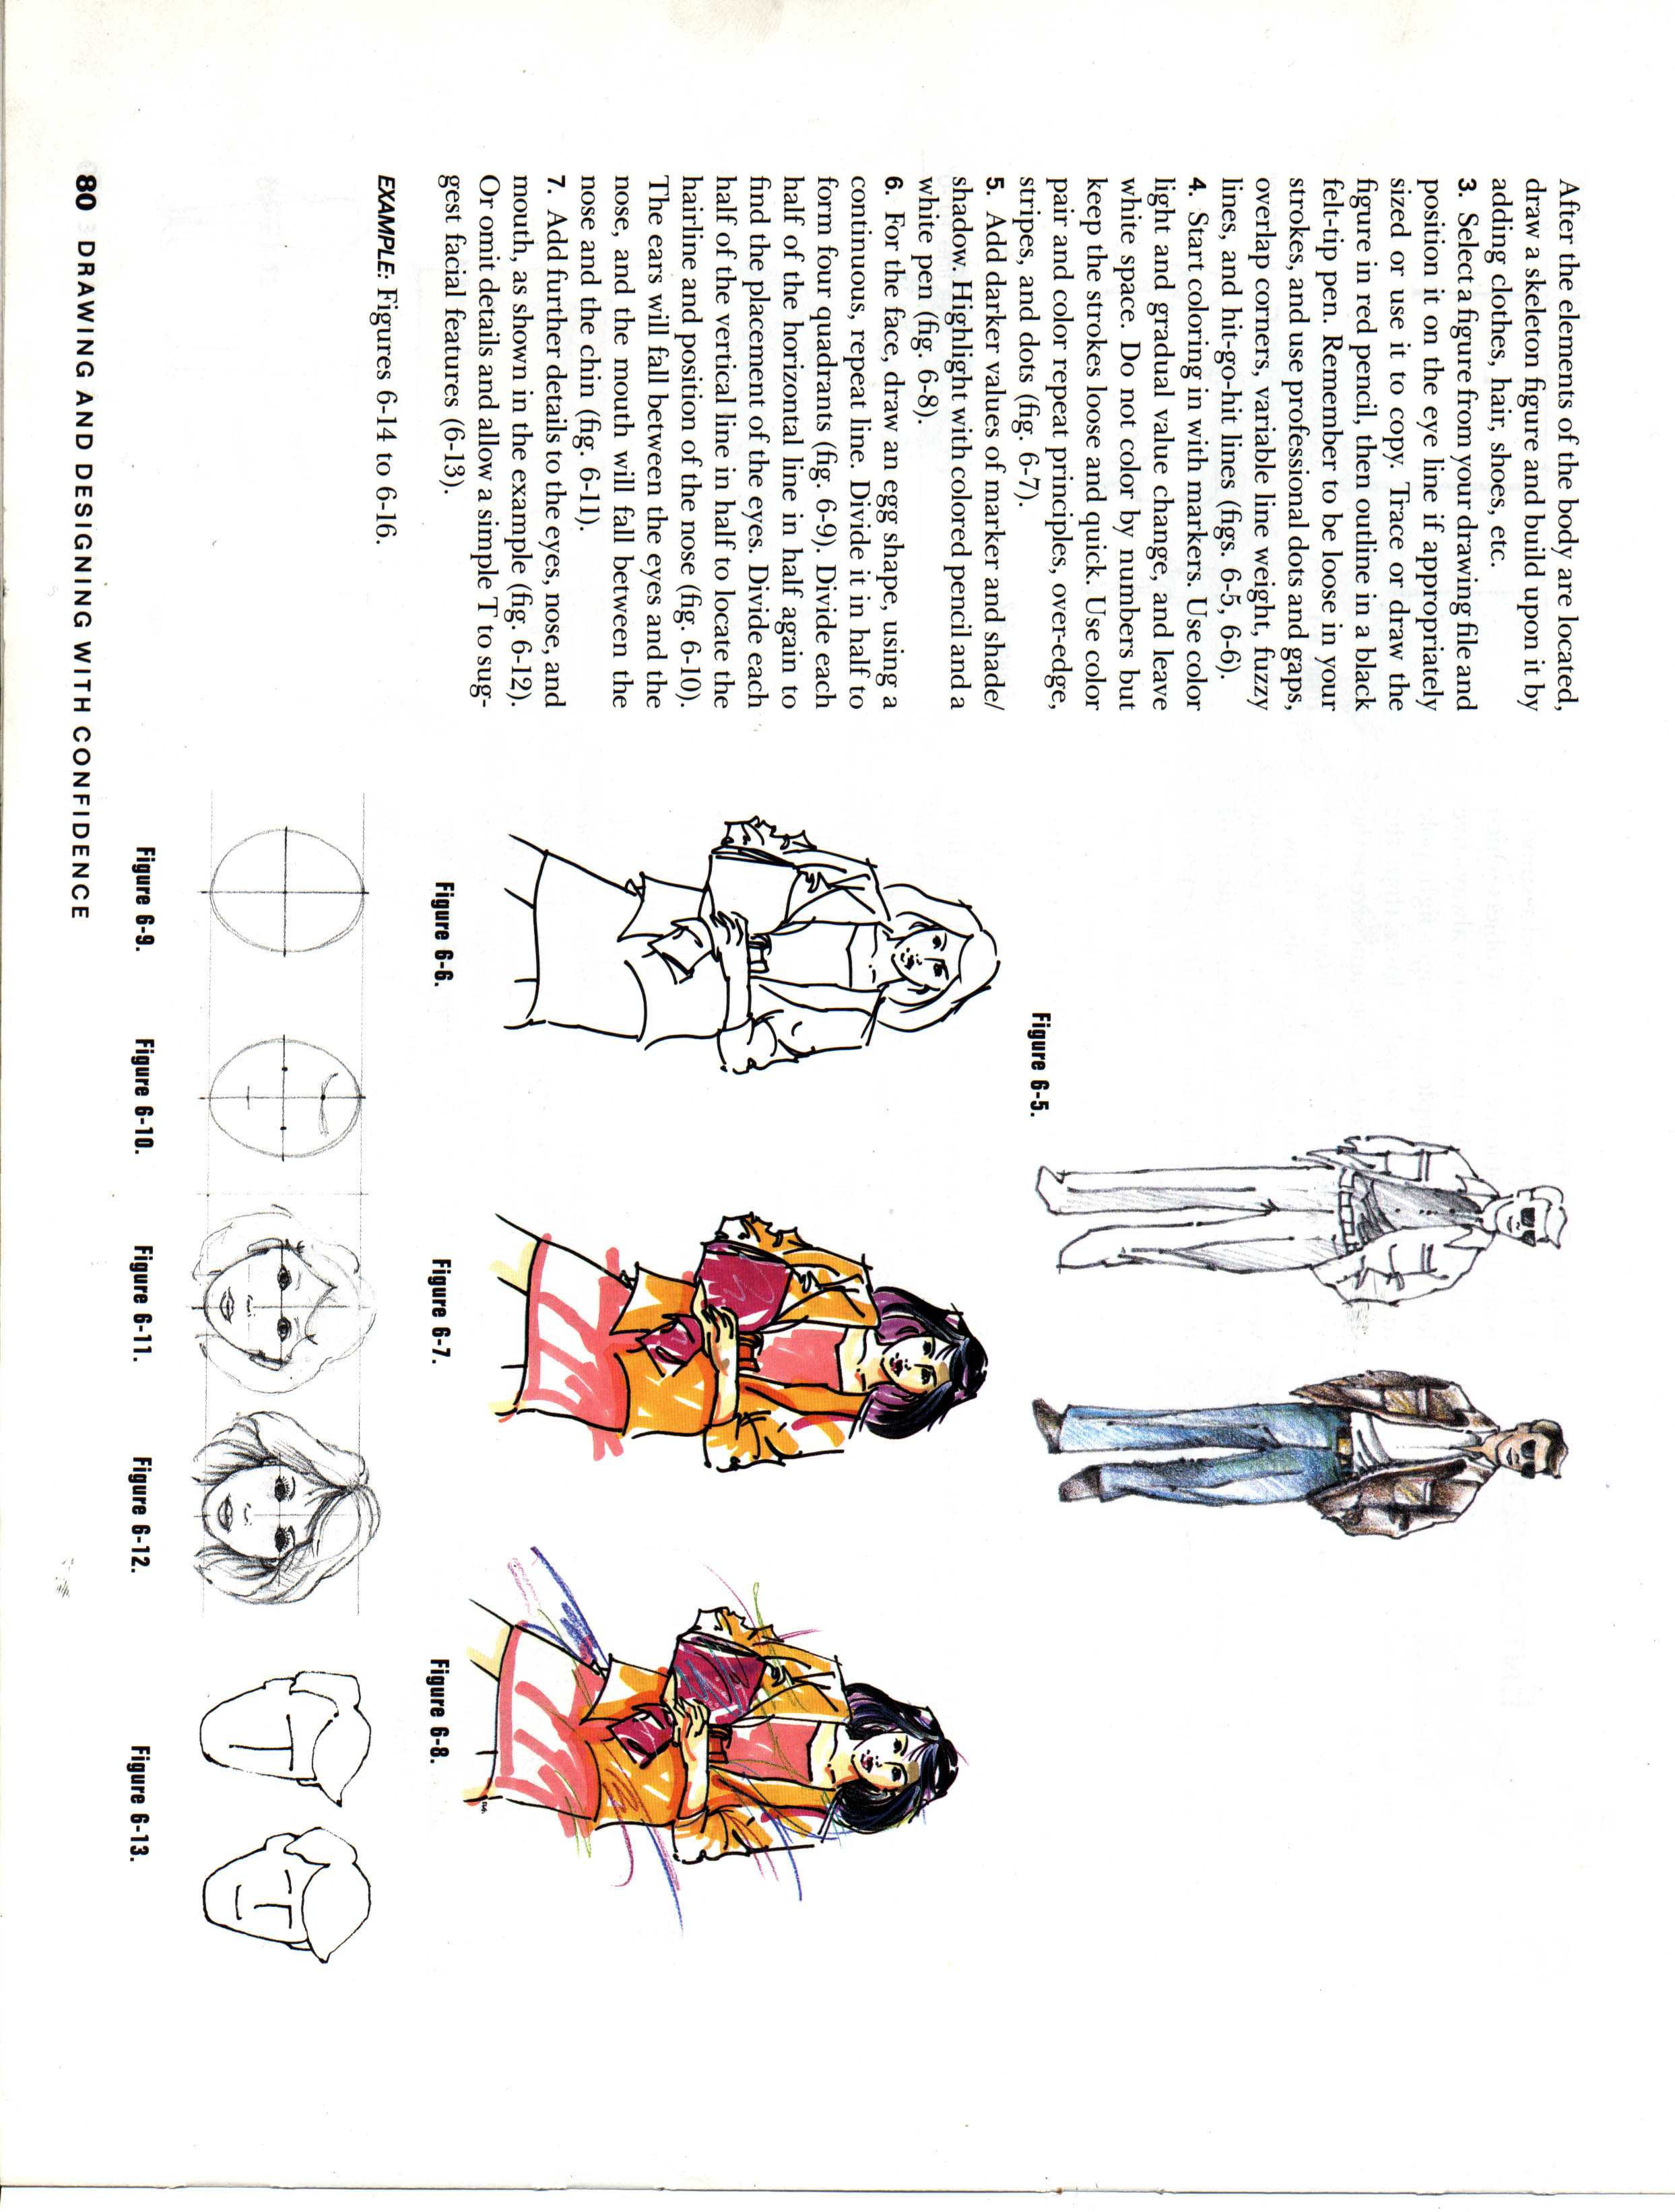 After the elements of the body are located,
draw a skeleton figure and build upon it by
adding clothes, hair, shoes, etc.
3. Select a figure from your drawing file and
position it on the eye line if appropriately
sized or use it to copy. Trace or draw the
figure in red pencil, then outline in a black
felt-tip pen. Remember to be loose in your
strokes, and use professional dots and gaps,
overlap corners, variable line weight, fuzzy
lines, and hit-go-hit lines (figs. 6-5, 6-6).
4. Start coloring in with markers. Use color
light and gradual value change, and leave
white space. Do not color by numbers but
keep the strokes loose and quick. Use color
pair and color repeat principles, over-edge,
stripes, and dots (fig. 6-7).
5. Add darker values of marker and shade/
shadow. Highlight with colored pencil and a
white pen (fig. 6-8).
6. For the face, draw an egg shape, using a
continuous, repeat line. Divide it in half to
form four quadrants (fig. 6-9). Divide each
half of the horizontal line in half again to
find the placement of the eyes. Divide each
half of the vertical line in half to locate the
hairline and position of the nose (fig. 6-10).
The ears will fall between the eyes and the
nose, and the mouth will fall between the
nose and the chin (fig. 6-11).
7. Add further details to the eyes, nose, and
mouth, as shown in the example (fig. 6-12).
Or omit details and allow a simple T to sug-
gest facial features (6-13).
EXAMPLE: Figures 6-14 to 6-16.
Figure 6-5.
Figure 6-6.
Figure 6-7.
Figure 6-8.
Figure 6-9.
Figure 6-10.
Figure 6-11.
Figure 6-12.
Figure 6-13.
80 DRAWING AND DESIGNING WITH CONFIDENCE